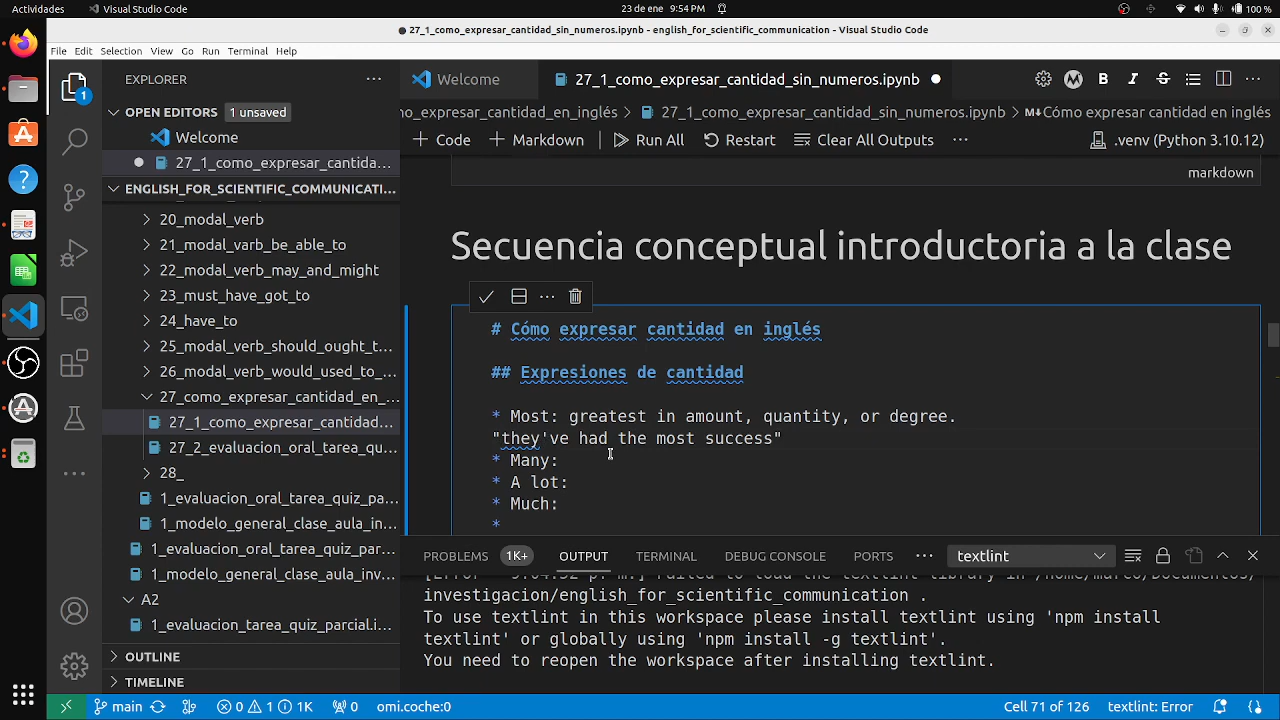 Actividades
Visual Studio Code
23 de ene 9:54 PM
100 %
27_1_como_expresar_cantidad_sin_numeros.ipynb - english_for_scientific_communication - Visual Studio Code
File Edit Selection View Go Run Terminal Help
EXPLORER
Welcome
27_1_como_expresar_cantidad_sin_numeros.ipynb
OPEN EDITORS
1 unsaved
mo_expresar_cantidad_en_inglés
27_1_como_expresar_cantidad_sin_numeros.ipynb
Cómo expresar cantidad en inglés
Welcome
+ Code
+ Markdown
Run All
Restart
Clear All Outputs
.venv (Python 3.10.12)
27_1_como_expresar_cantida...
markdown
ENGLISH_FOR_SCIENTIFIC_COMMUNICATI...
20_modal_verb
21_modal_varb_be_able_to
22_modal_verb_may_and_might
23_must_have_got_to
24_have_to
25_modal_verb_should_ought_t...
26_modal_verb_would_used_to_...
27_como_expresar_cantidad_en_...
27_1_como_expresar_cantidad...
27_2_evaluacion_oral_tarea_qu...
28_
1_evaluacion_oral_tarea_quiz_pa...
1_modelo_general_clase_aula_in...
1_evaluacion_oral_tarea_quiz_par...
1_modelo_general_clase_aula_inv...
A2
1_evaluacion_tarea_quiz_parcial.i...
OUTLINE
TIMELINE
Secuencia conceptual introductoria a la clase
# Cómo expresar cantidad en inglés
## Expresiones de cantidad
* Most: greatest in amount, quantity, or degree.
"they've had the most success"
* Many:
* A lot:
* Much:
*
PROBLEMS 1K+ OUTPUT TERMINAL DEBUG CONSOLE PORTS ... textlint
investigacion/english_for_scientific_communication .
To use textlint in this workspace please install textlint using 'npm install
textlint' or globally using 'npm install -g textlint'.
You need to reopen the workspace after installing textlint.
main
0 1 1K
0
omi.coche:0
Cell 71 of 126
textlint: Error